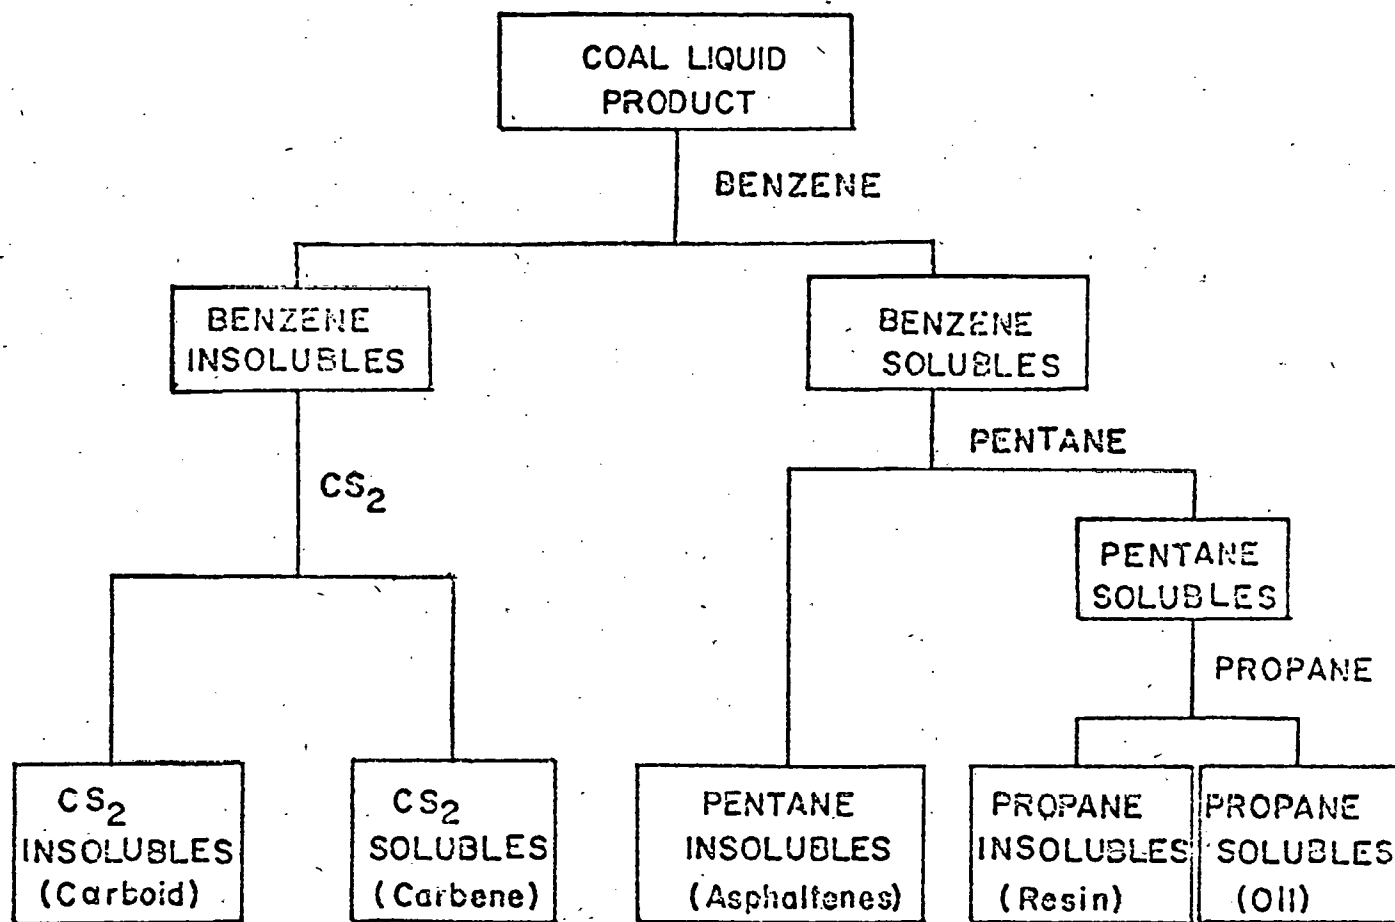 COAL LIQUID
PRODUCT
BENZENE
BENZENE
INSOLUBLES
BENZENE
SOLUBLES
PENTANE
CS2
PENTANE
SOLUBLES
PROPANE
CS2
INSOLUBLES
(Carboid)
CS2
SOLUBLES
(Carbene)
PENTANE
INSOLUBLES
(Asphaltenes)
PROPANE
INSOLUBLES
(Resin)
PROPANE
SOLUBLES
(Oil)